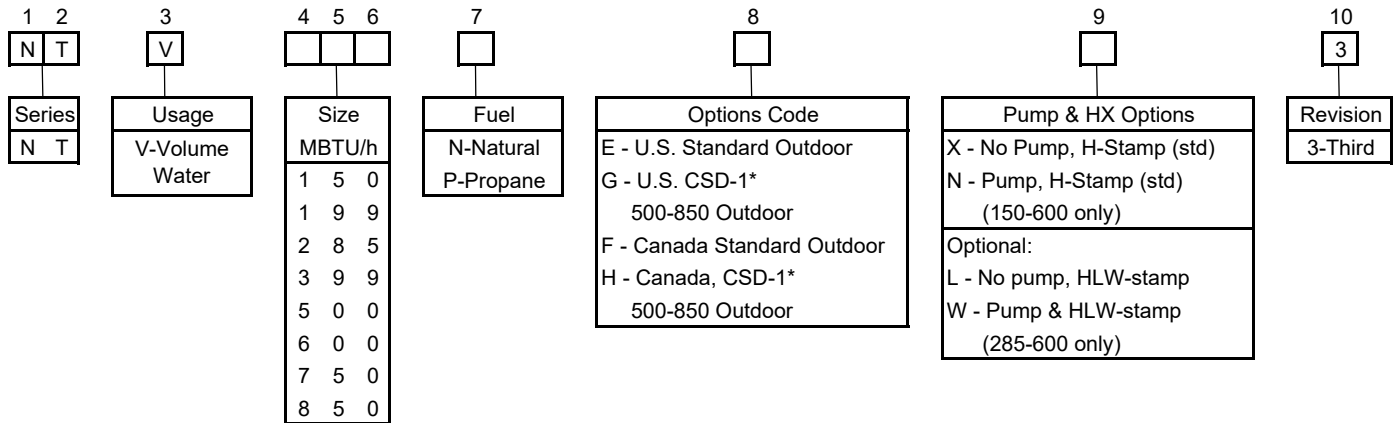 1 2 3 4 5 6 7 8 9 10
N T V 3
Series Usage Size Fuel Options Code Pump & HX Options Revision
N T V-Volume MBTU/h N-Natural E - U.S. Standard Outdoor X - No Pump, H-Stamp (std) 3-Third
Water 1 5 0 P-Propane G - U.S. CSD-1* N - Pump, H-Stamp (std)
1 9 9 500-850 Outdoor (150-600 only)
2 8 5 F - Canada Standard Outdoor Optional:
3 9 9 H - Canada, CSD-1* L - No pump, HLW-stamp
5 0 0 500-850 Outdoor W - Pump & HLW-stamp
6 0 0 (285-600 only)
7 5 0
8 5 0